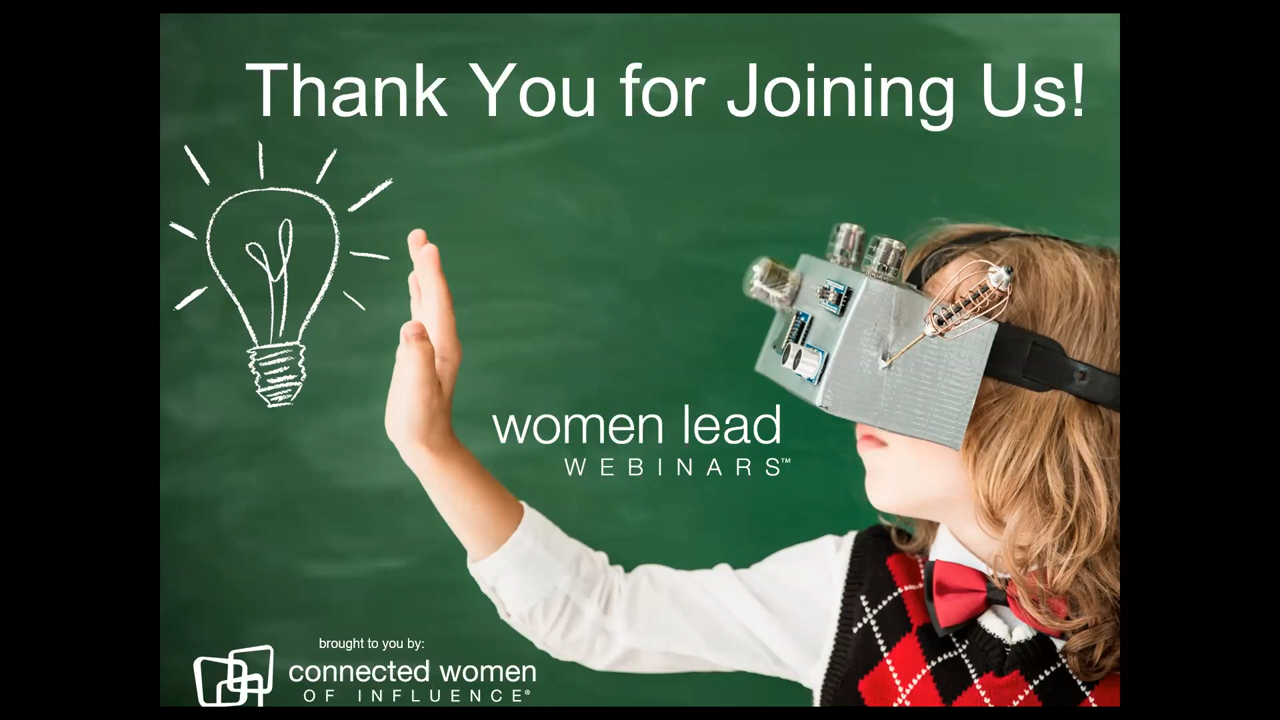 Thank You for Joining Us!
women lead
WEBINARS™
brought to you by:
connected women
OF INFLUENCE®